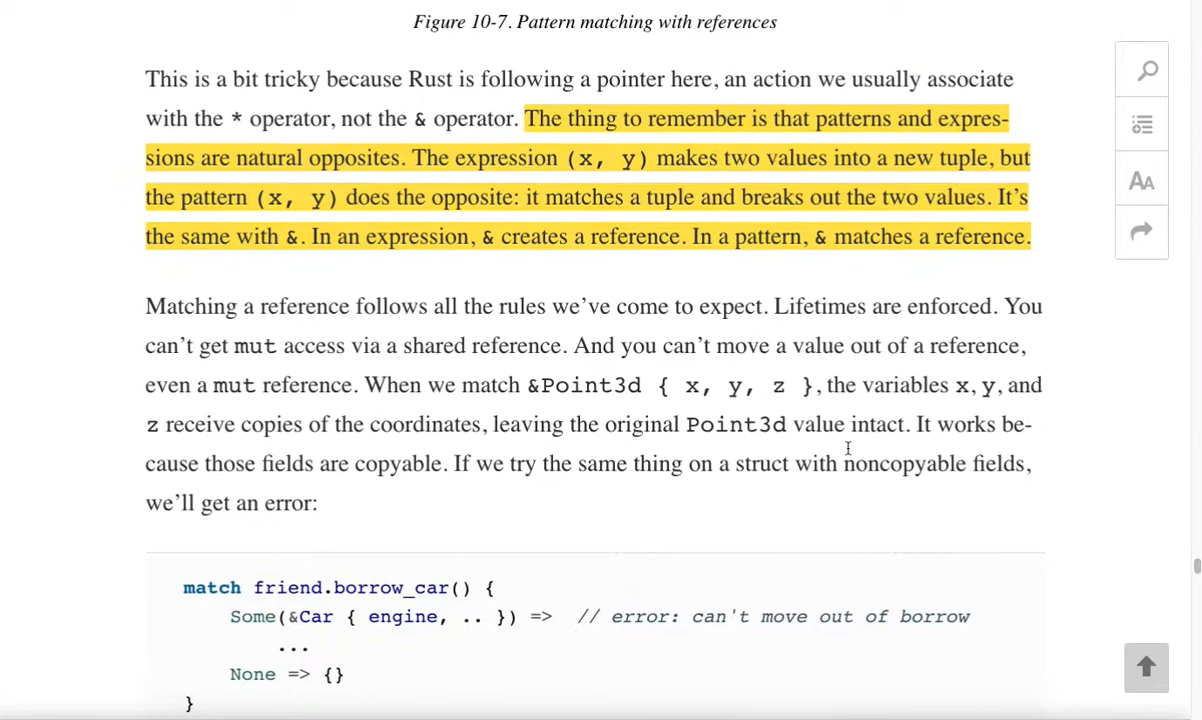 Figure 10-7. Pattern matching with references
This is a bit tricky because Rust is following a pointer here, an action we usually associate
with the * operator, not the & operator. The thing to remember is that patterns and expres-
sions are natural opposites. The expression (x, y) makes two values into a new tuple, but
the pattern (x, y) does the opposite: it matches a tuple and breaks out the two values. It’s
the same with &. In an expression, & creates a reference. In a pattern, & matches a reference.
Matching a reference follows all the rules we’ve come to expect. Lifetimes are enforced. You
can’t get mut access via a shared reference. And you can’t move a value out of a reference,
even a mut reference. When we match &Point3d { x, y, z }, the variables x, y, and
z receive copies of the coordinates, leaving the original Point3d value intact. It works be-
cause those fields are copyable. If we try the same thing on a struct with noncopyable fields,
we’ll get an error:
match friend.borrow_car() {
    Some(&Car { engine, .. }) =>  // error: can't move out of borrow
        ...
    None => {}
}
AA